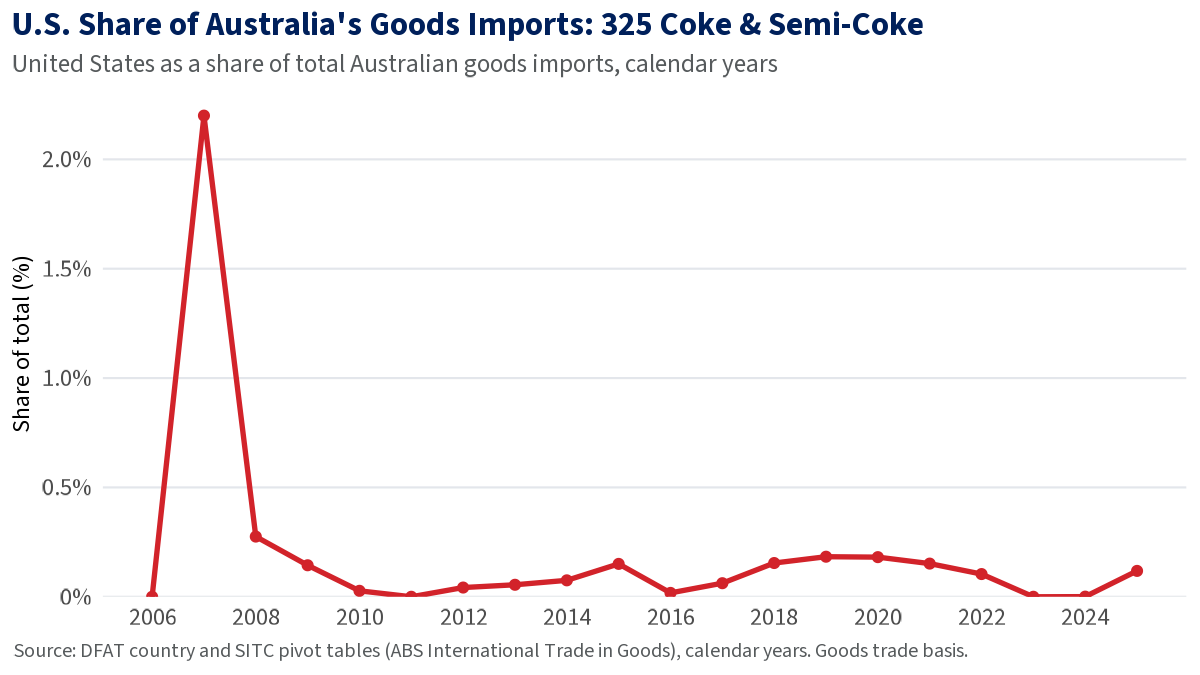 U.S. Share of Australia's Goods Imports: 325 Coke & Semi-Coke
United States as a share of total Australian goods imports, calendar years
Share of total (%)
2.0%
1.5%
1.0%
0.5%
0%
2006 2008 2010 2012 2014 2016 2018 2020 2022 2024
Source: DFAT country and SITC pivot tables (ABS International Trade in Goods), calendar years. Goods trade basis.